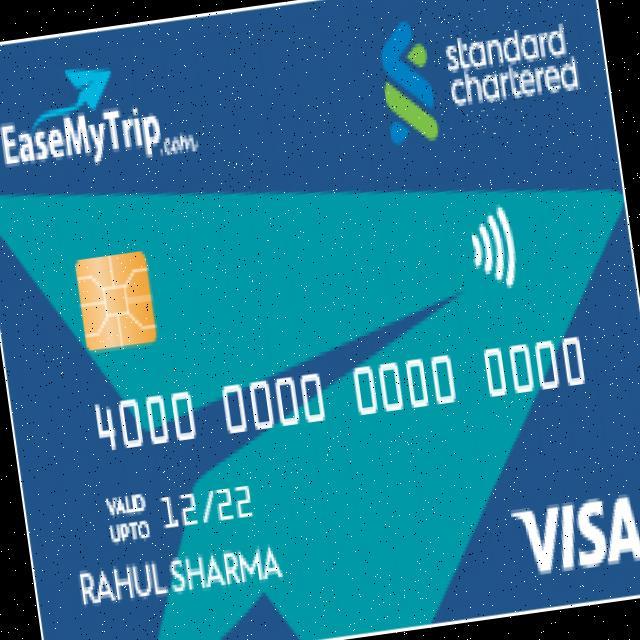 EaseMyTrip.com
standard
chartered
4000 0000 0000 0000
VALID
UPTO
12/22
RAHUL SHARMA
VISA